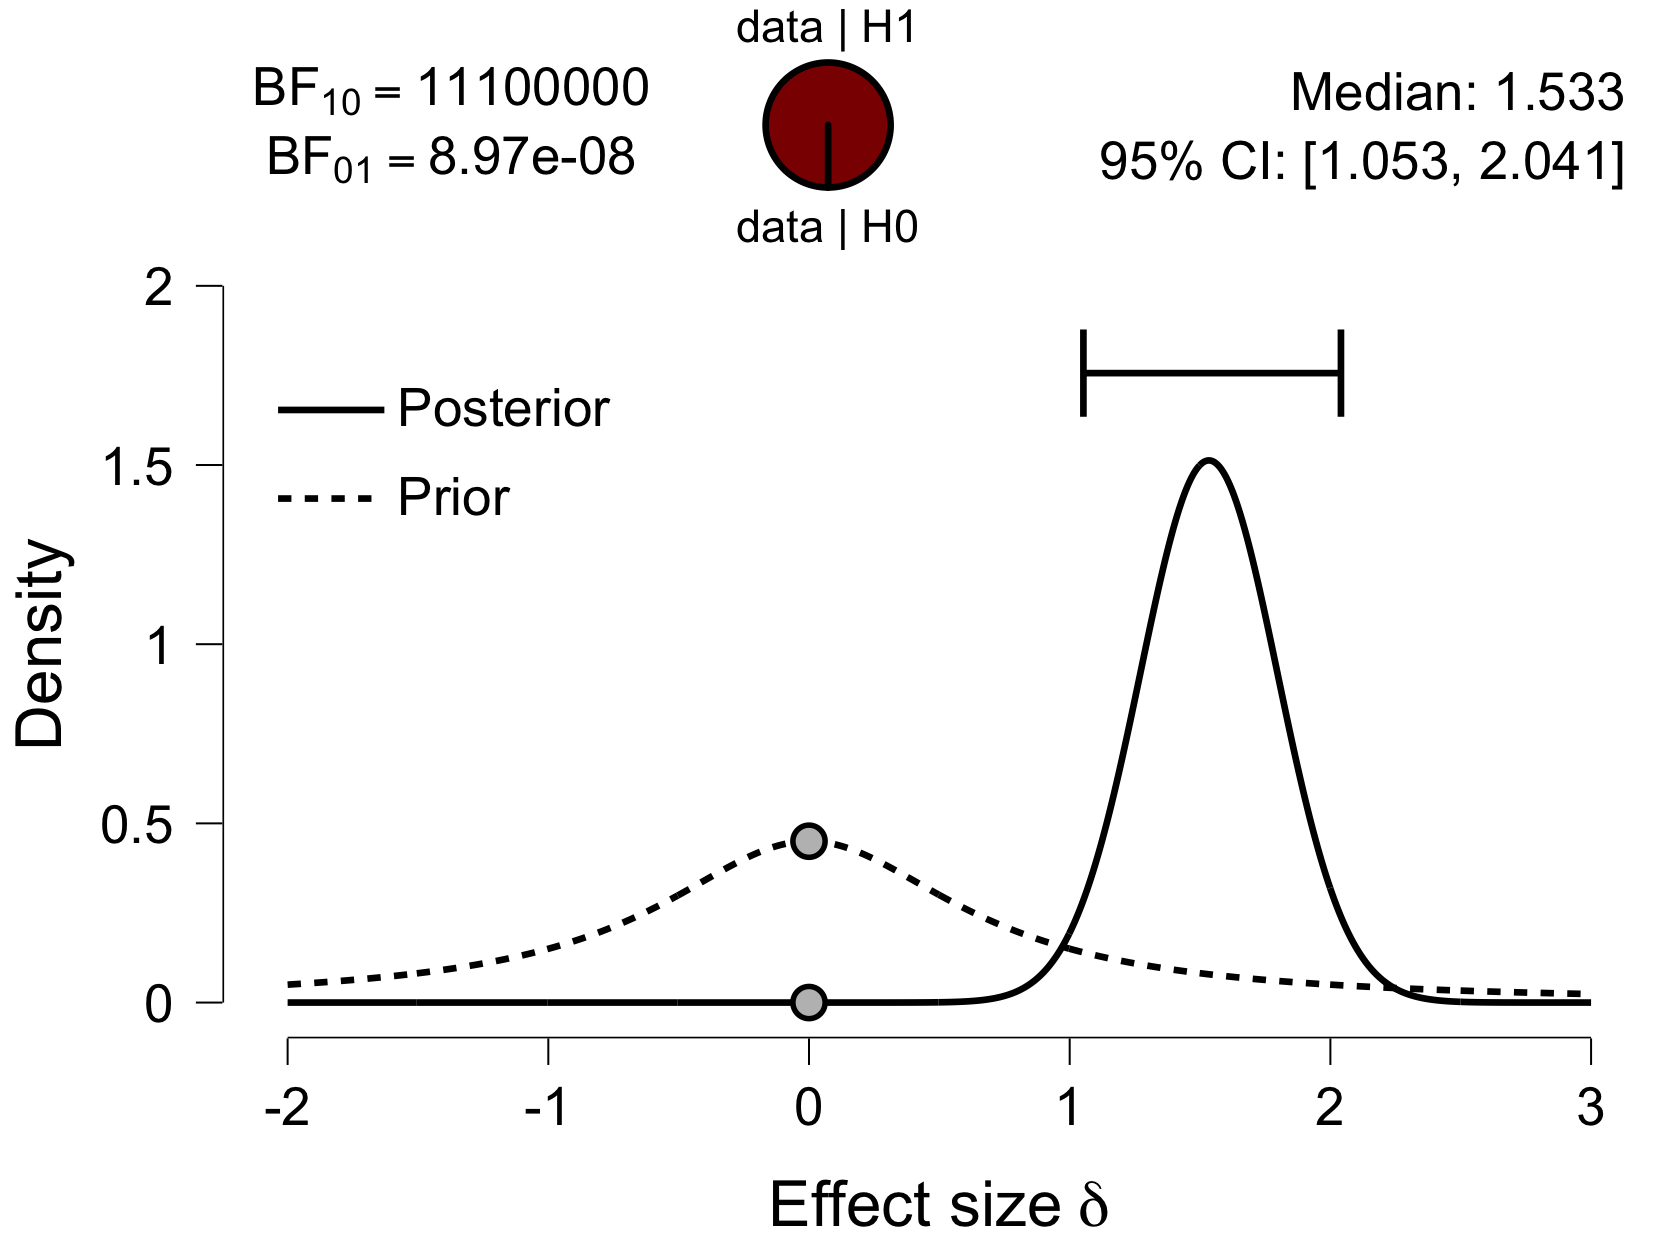 data | H1
BF₁₀ = 11100000
BF₀₁ = 8.97e-08
Median: 1.533
95% CI: [1.053, 2.041]
data | H0
2
1.5
1
0.5
0
Density
Posterior
Prior
-2 -1 0 1 2 3
Effect size δ